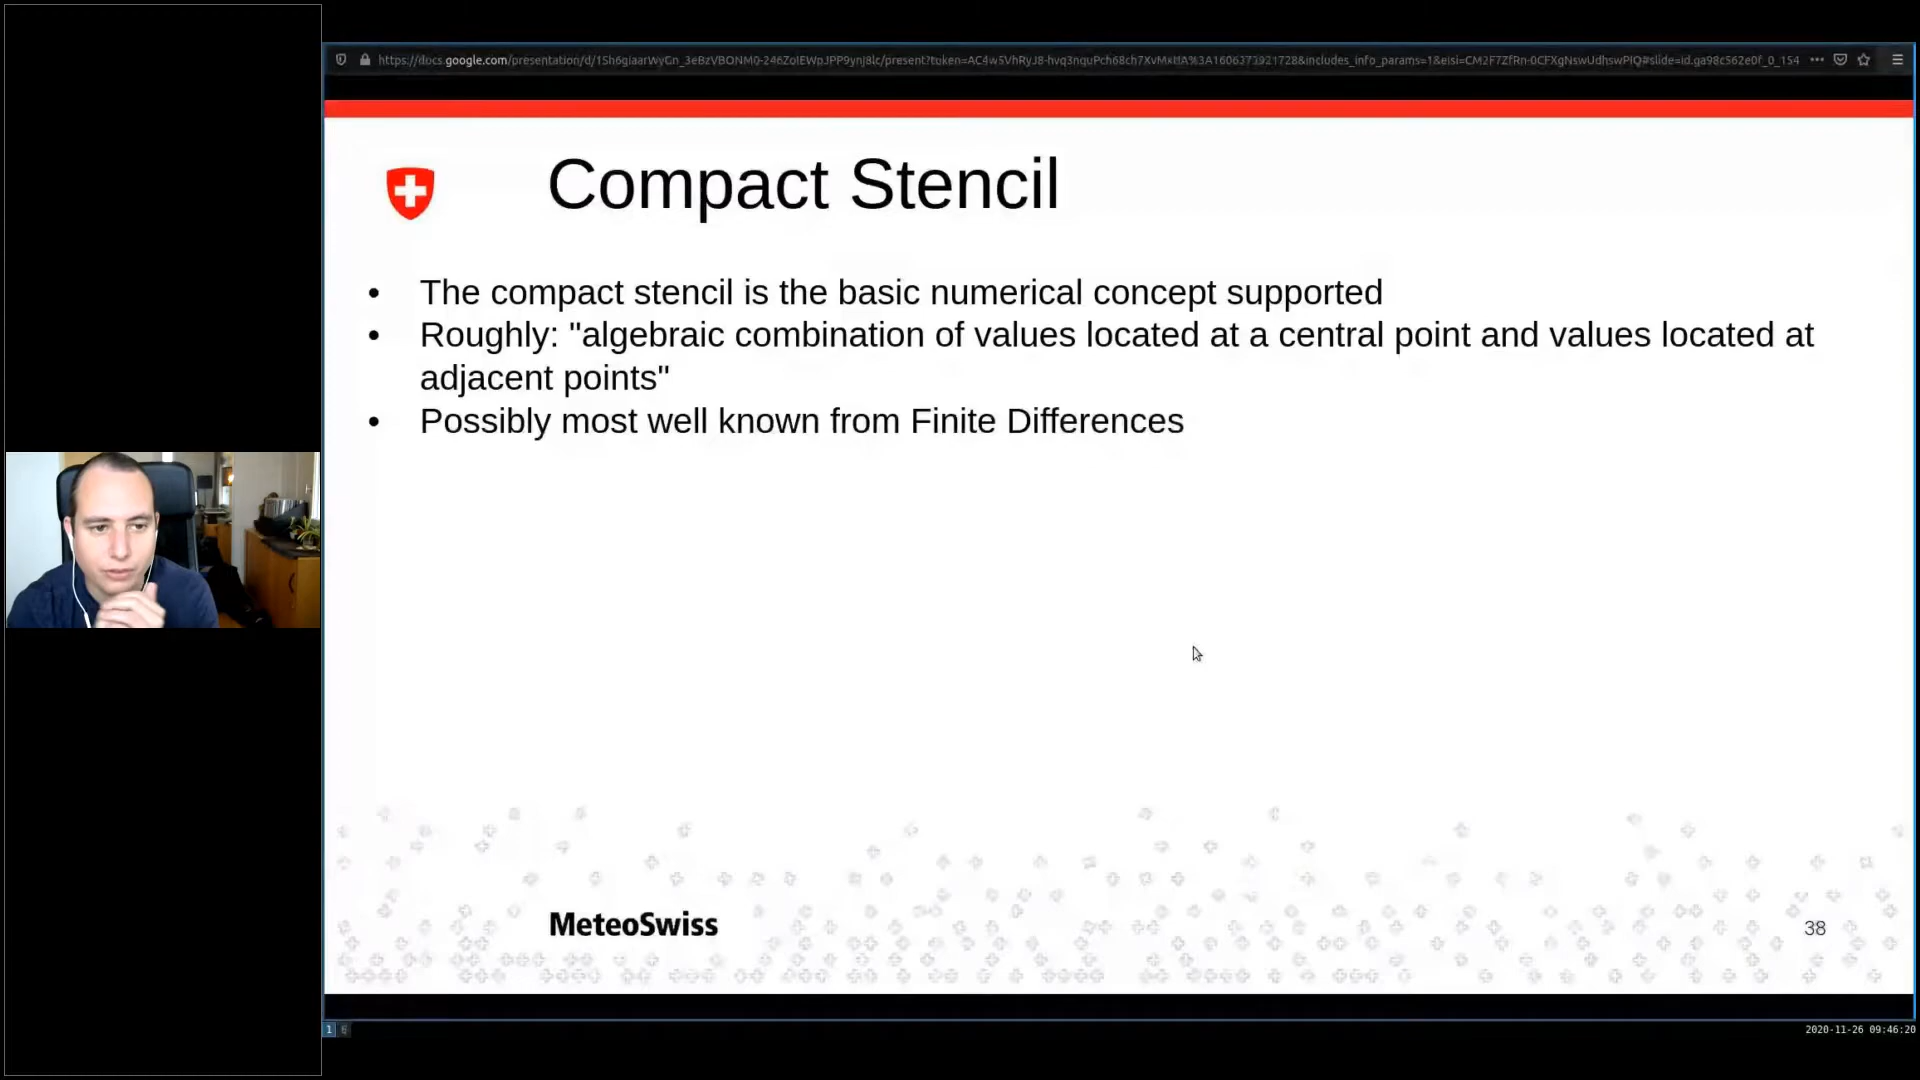 Compact Stencil
• The compact stencil is the basic numerical concept supported
• Roughly: "algebraic combination of values located at a central point and values located at
adjacent points"
• Possibly most well known from Finite Differences
MeteoSwiss
38
1 6
2020-11-26 09:46:20